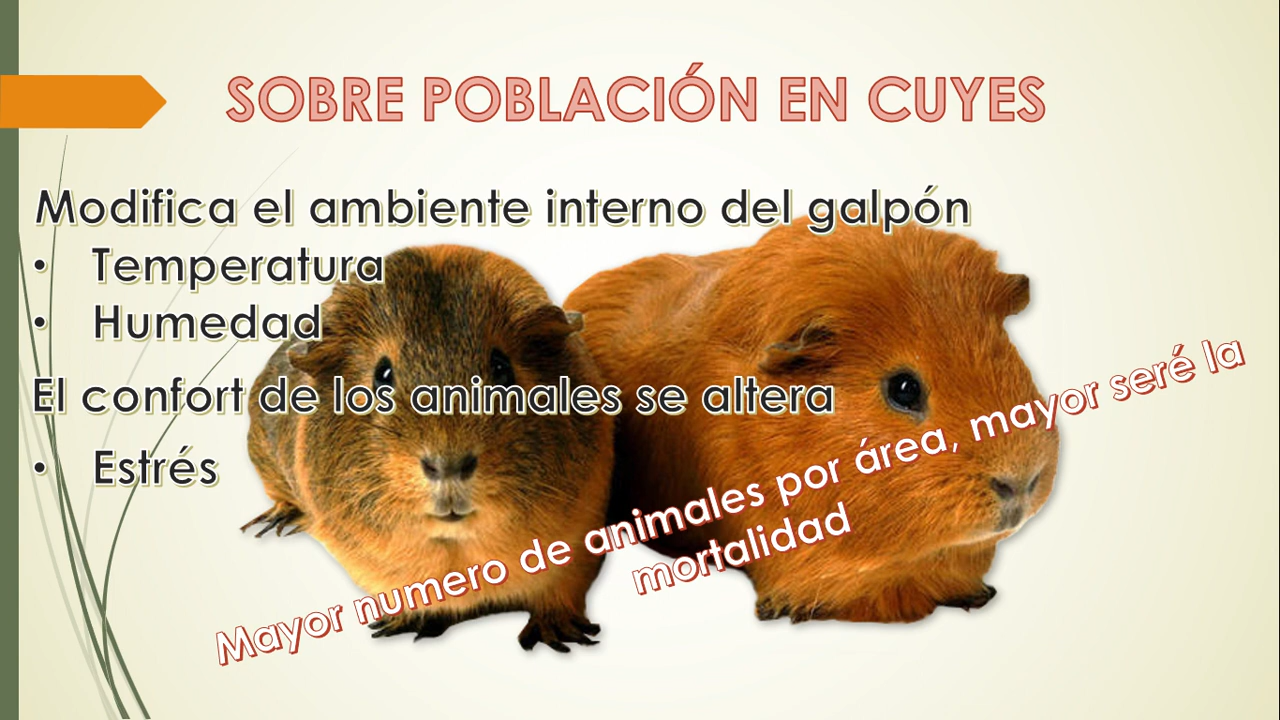 SOBRE POBLACIÓN EN CUYES
Modifica el ambiente interno del galpón
• Temperatura
• Humedad
El confort de los animales se altera
• Estrés
Mayor numero de animales por área, mayor seré la
mortalidad